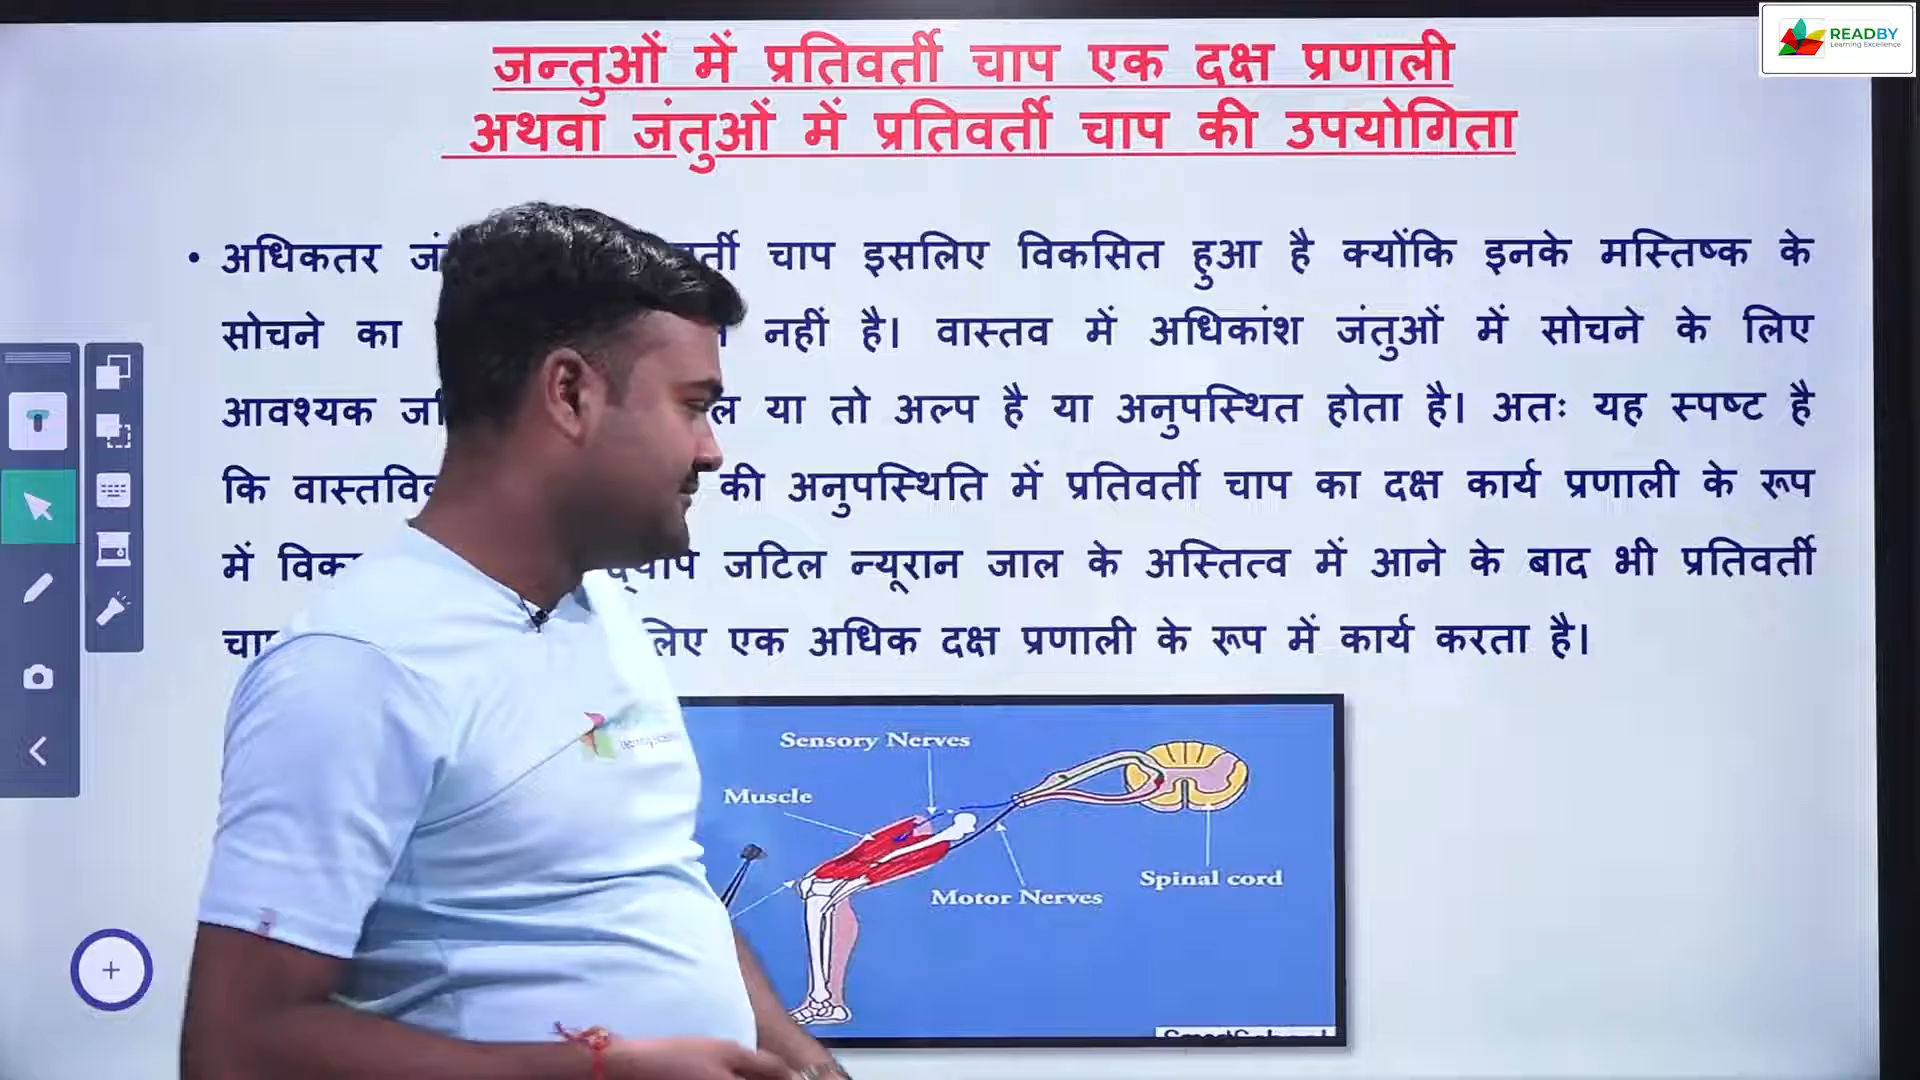 जन्तुओं में प्रतिवर्ती चाप एक दक्ष प्रणाली
अथवा जंतुओं में प्रतिवर्ती चाप की उपयोगिता
READBY
Learning Excellence
• अधिकतर चाप इसलिए विकसित हुआ है क्योंकि इनके मस्तिष्क के
सोचने का नहीं है। वास्तव में अधिकांश जंतुओं में सोचने के लिए
आवश्यक या तो अल्प है या अनुपस्थित होता है। अतः यह स्पष्ट है
कि की अनुपस्थिति में प्रतिवर्ती चाप का दक्ष कार्य प्रणाली के रूप
में जटिल न्यूरान जाल के अस्तित्व में आने के बाद भी प्रतिवर्ती
लिए एक अधिक दक्ष प्रणाली के रूप में कार्य करता है।
Sensory Nerves
Muscle
Motor Nerves
Spinal cord